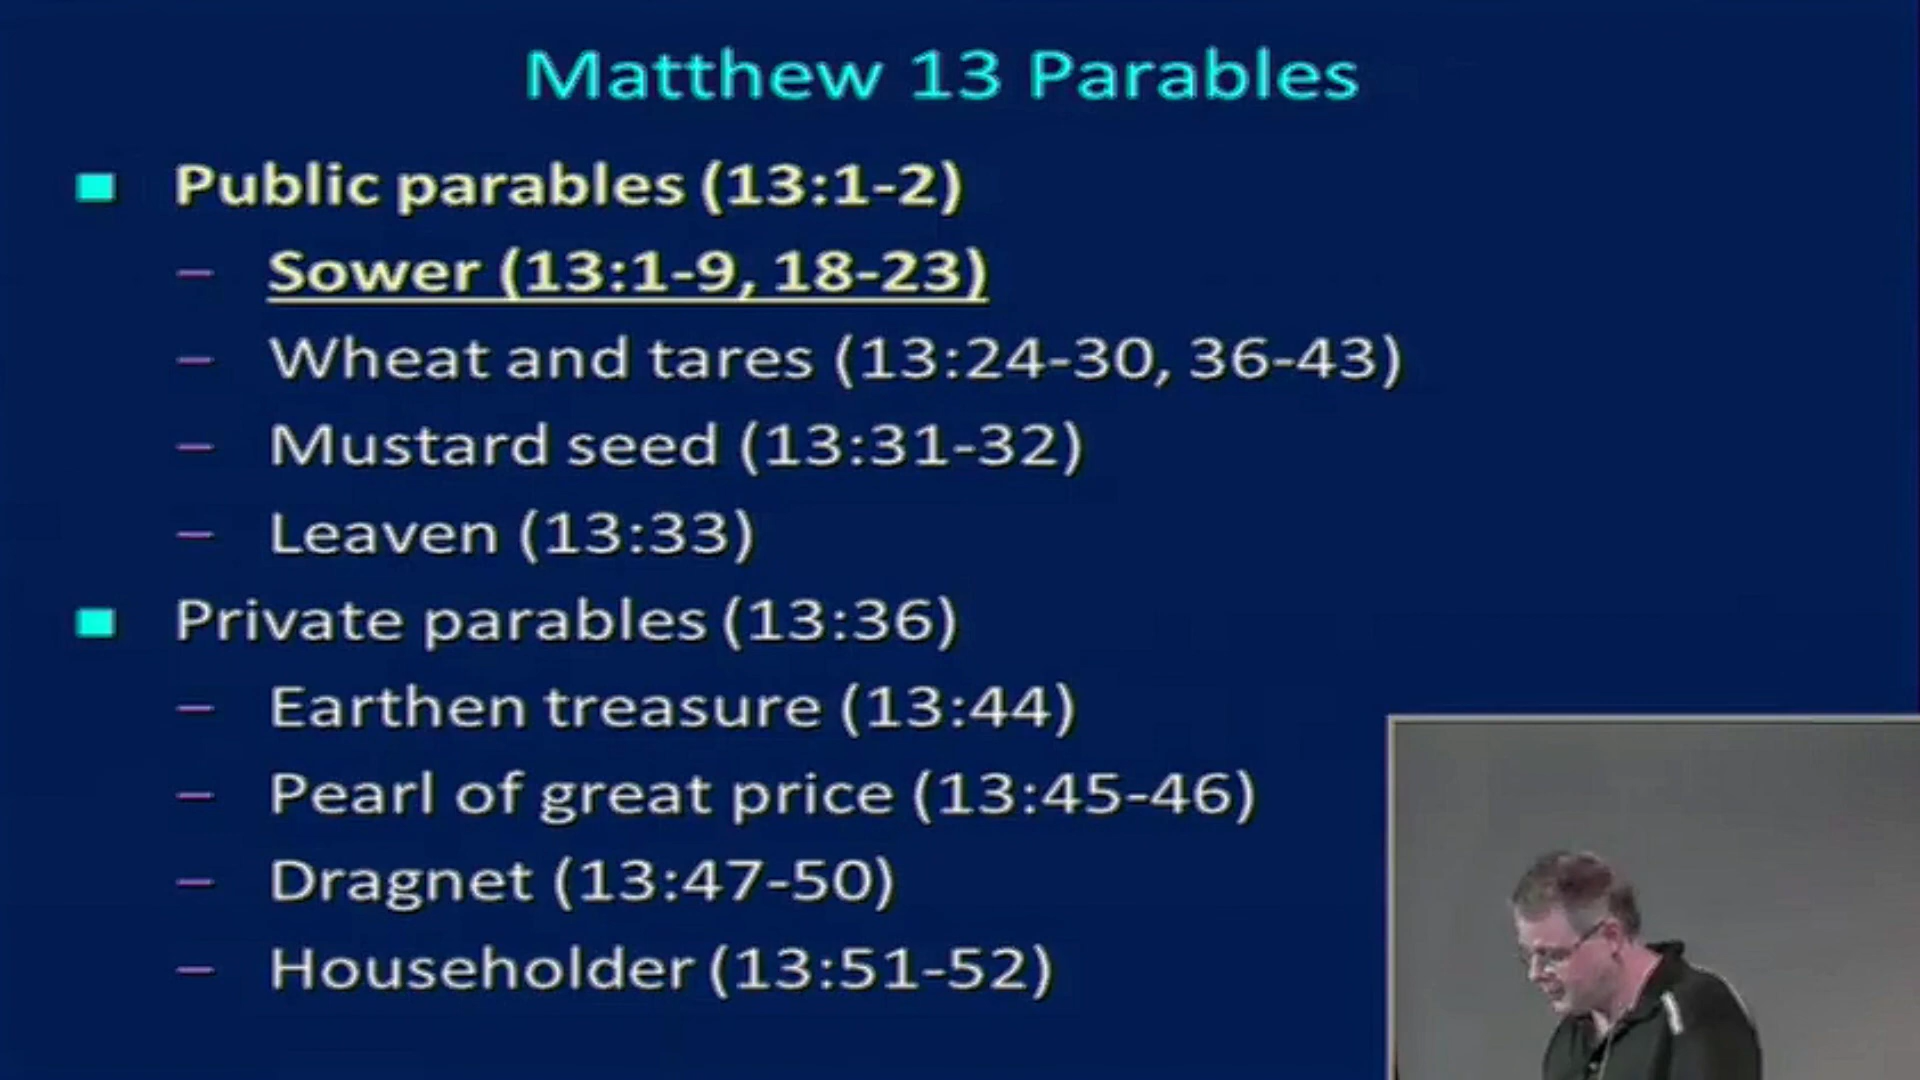 Matthew 13 Parables
Public parables (13:1-2)
– Sower (13:1-9, 18-23)
– Wheat and tares (13:24-30, 36-43)
– Mustard seed (13:31-32)
– Leaven (13:33)
Private parables (13:36)
– Earthen treasure (13:44)
– Pearl of great price (13:45-46)
– Dragnet (13:47-50)
– Householder (13:51-52)